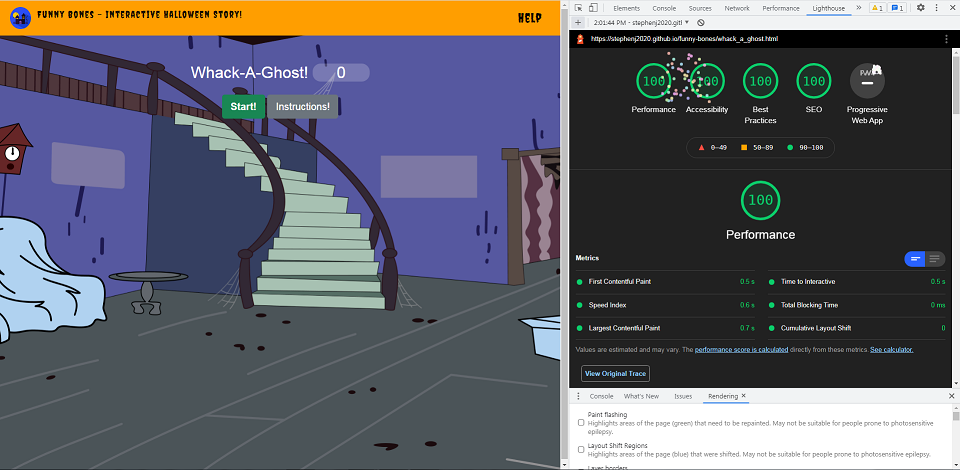 FUNNY BONES - INTERACTIVE HALLOWEEN STORY!
HELP
Whack-A-Ghost! 0
Start! Instructions!
Elements Console Sources Network Performance Memory Application Lighthouse » 1 1
+ 2:01:44 PM - stephenj2020.gitl
https://stephenj2020.github.io/funny-bones/whack_a_ghost.html
100 100 100 100 PWA
Performance Accessibility Best Practices SEO Progressive Web App
0–49 50–89 90–100
100
Performance
Metrics
First Contentful Paint 0.5 s Time to Interactive 0.5 s
Speed Index 0.6 s Total Blocking Time 0 ms
Largest Contentful Paint 0.7 s Cumulative Layout Shift 0
Values are estimated and may vary. The performance score is calculated directly from these metrics. See calculator.
View Original Trace
Console What's New Issues Rendering
Paint flashing
Highlights areas of the page (green) that need to be repainted. May not be suitable for people prone to photosensitive
epilepsy.
Layout Shift Regions
Highlights areas of the page (blue) that were shifted. May not be suitable for people prone to photosensitive epilepsy.
Layer borders